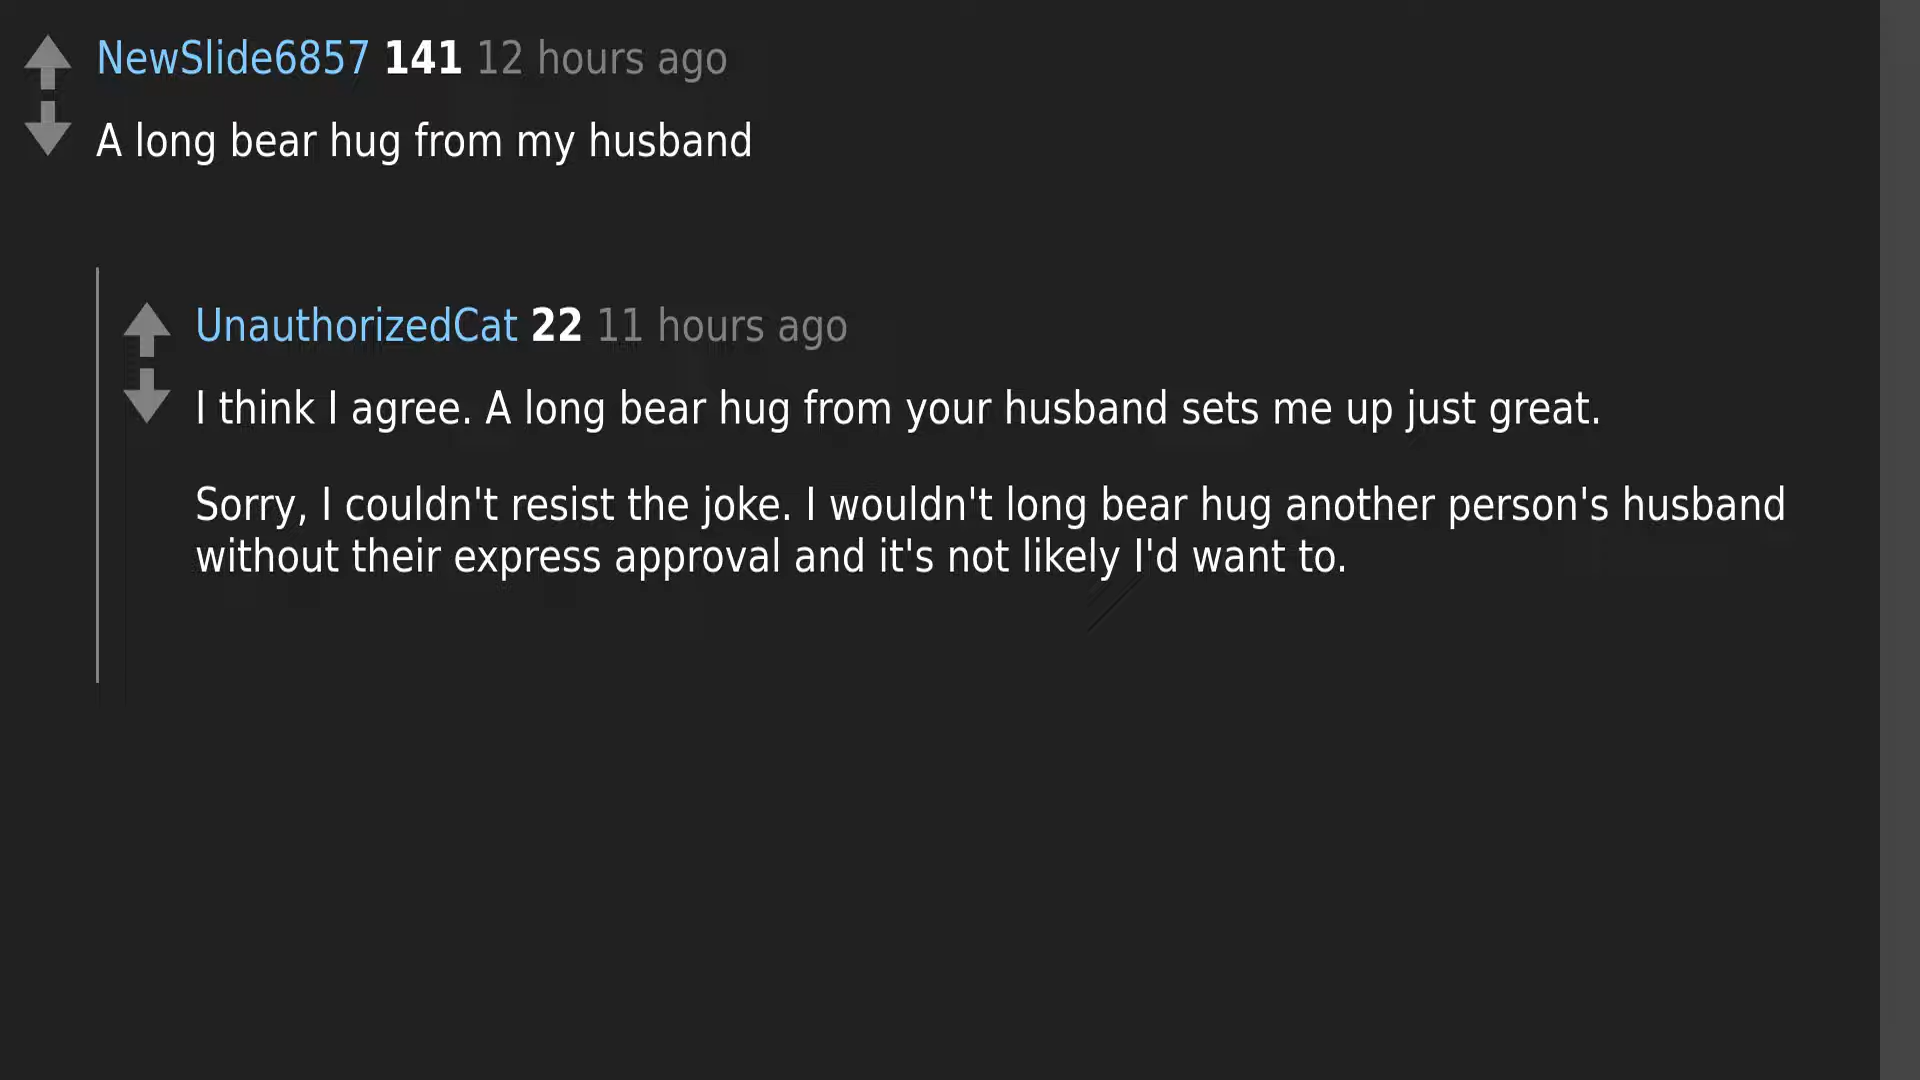 NewSlide6857 141 12 hours ago
A long bear hug from my husband
UnauthorizedCat 22 11 hours ago
I think I agree. A long bear hug from your husband sets me up just great.
Sorry, I couldn't resist the joke. I wouldn't long bear hug another person's husband
without their express approval and it's not likely I'd want to.